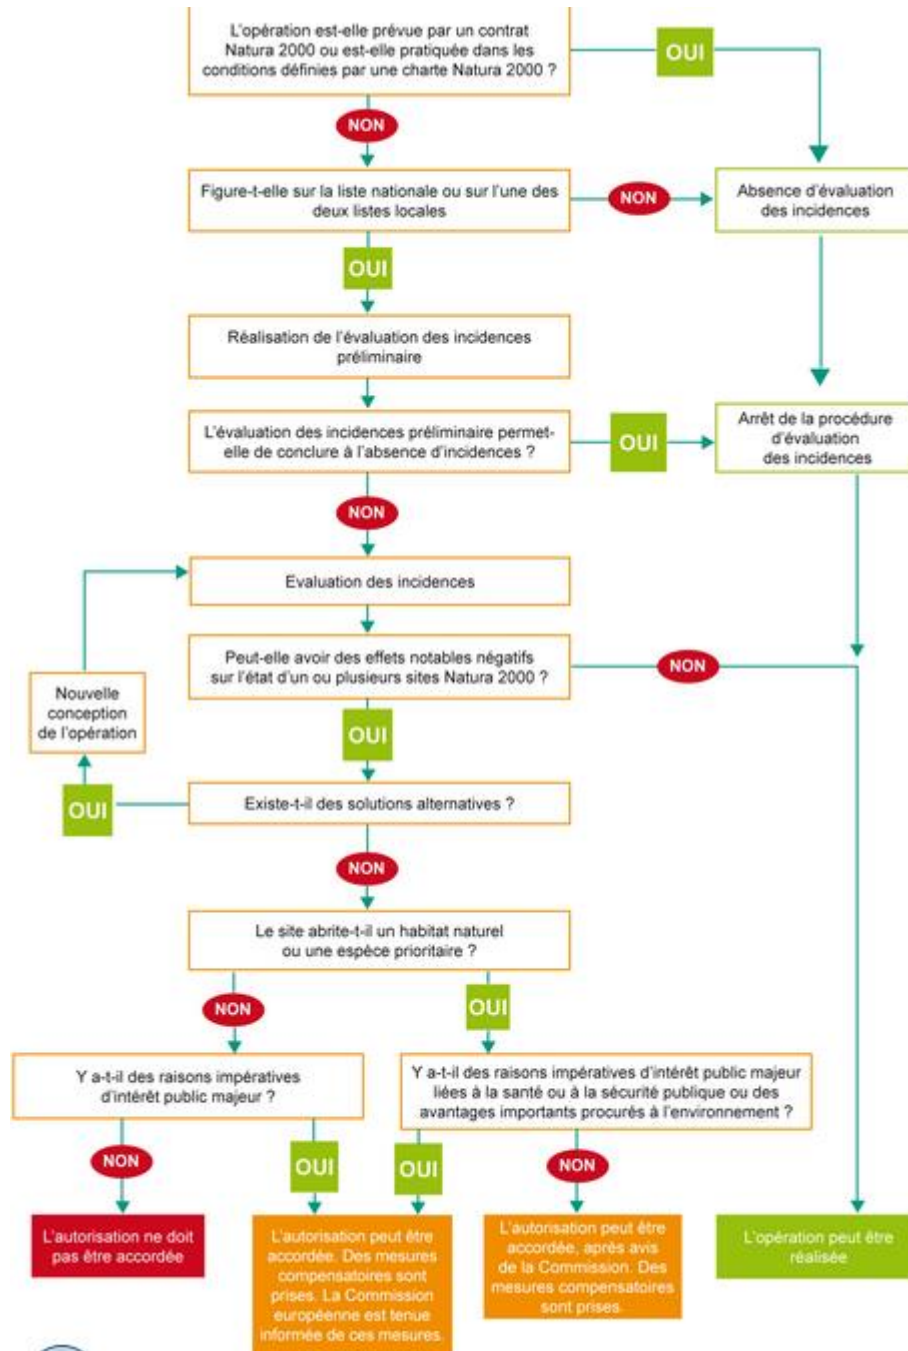 L'opération est-elle prévue par un contrat
Natura 2000 ou est-elle pratiquée dans les
conditions définies par une charte Natura 2000 ?
OUI
NON
Figure-t-elle sur la liste nationale ou sur l'une des
deux listes locales
NON
Absence d'évaluation
des incidences
OUI
Réalisation de l'évaluation des incidences
préliminaire
L'évaluation des incidences préliminaire permet-
elle de conclure à l'absence d'incidences ?
OUI
Arrêt de la procédure
d'évaluation
des incidences
NON
Evaluation des incidences
Peut-elle avoir des effets notables négatifs
sur l'état d'un ou plusieurs sites Natura 2000 ?
NON
Nouvelle
conception
de l'opération
OUI
OUI
Existe-t-il des solutions alternatives ?
NON
Le site abrite-t-il un habitat naturel
ou une espèce prioritaire ?
NON
OUI
Y a-t-il des raisons impératives
d'intérêt public majeur ?
Y a-t-il des raisons impératives d'intérêt public majeur
liées à la santé ou à la sécurité publique ou des
avantages importants procurés à l'environnement ?
NON
OUI
OUI
NON
L'autorisation ne doit
pas être accordée
L'autorisation peut être
accordée. Des mesures
compensatoires sont
prises. La Commission
européenne est tenue
informée de ces mesures.
L'autorisation peut être
accordée, après avis
de la Commission. Des
mesures compensatoires
sont prises.
L'opération peut être
réalisée